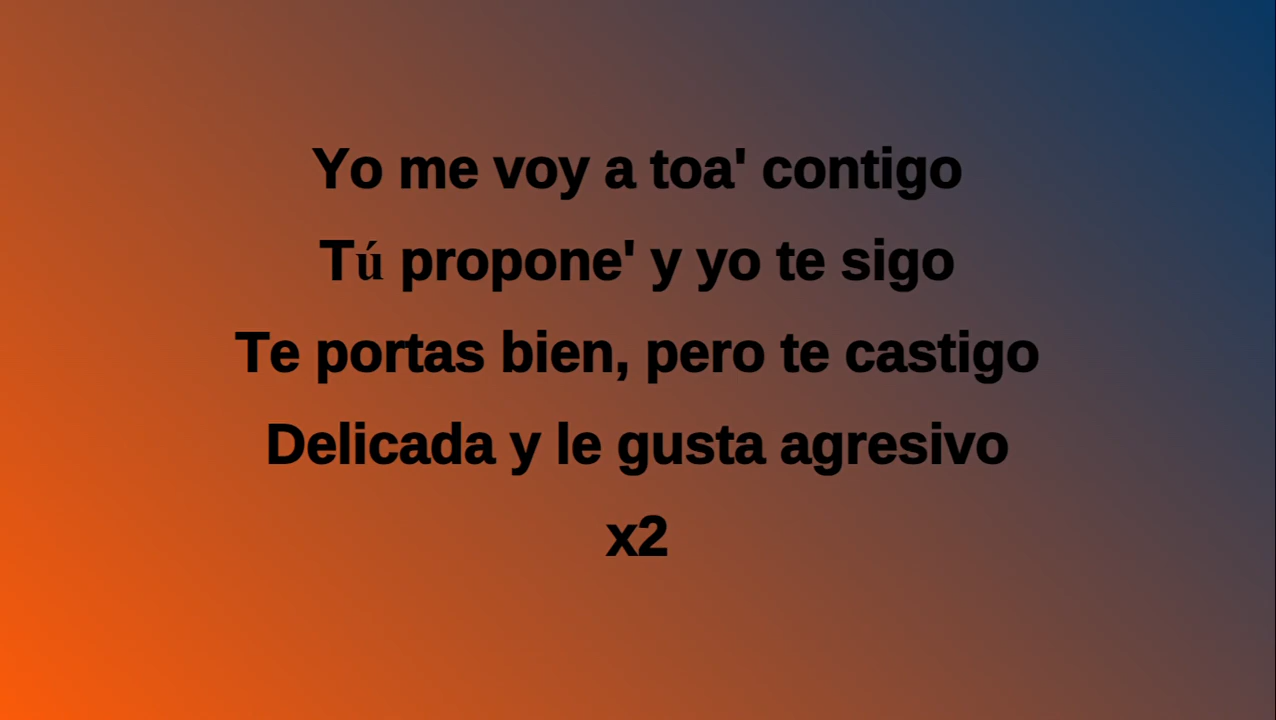 Yo me voy a toa' contigo
Tú propone' y yo te sigo
Te portas bien, pero te castigo
Delicada y le gusta agresivo
x2